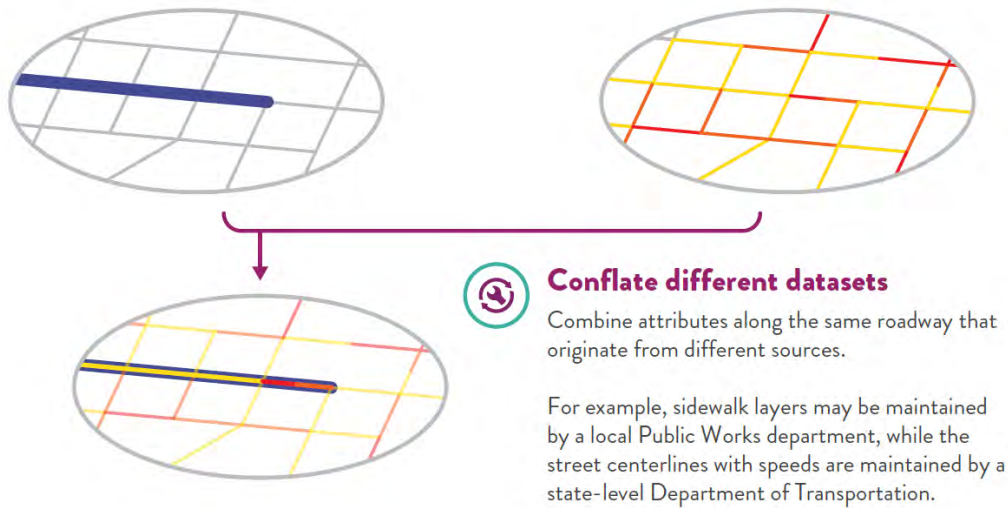 Conflate different datasets
Combine attributes along the same roadway that
originate from different sources.
For example, sidewalk layers may be maintained
by a local Public Works department, while the
street centerlines with speeds are maintained by a
state-level Department of Transportation.